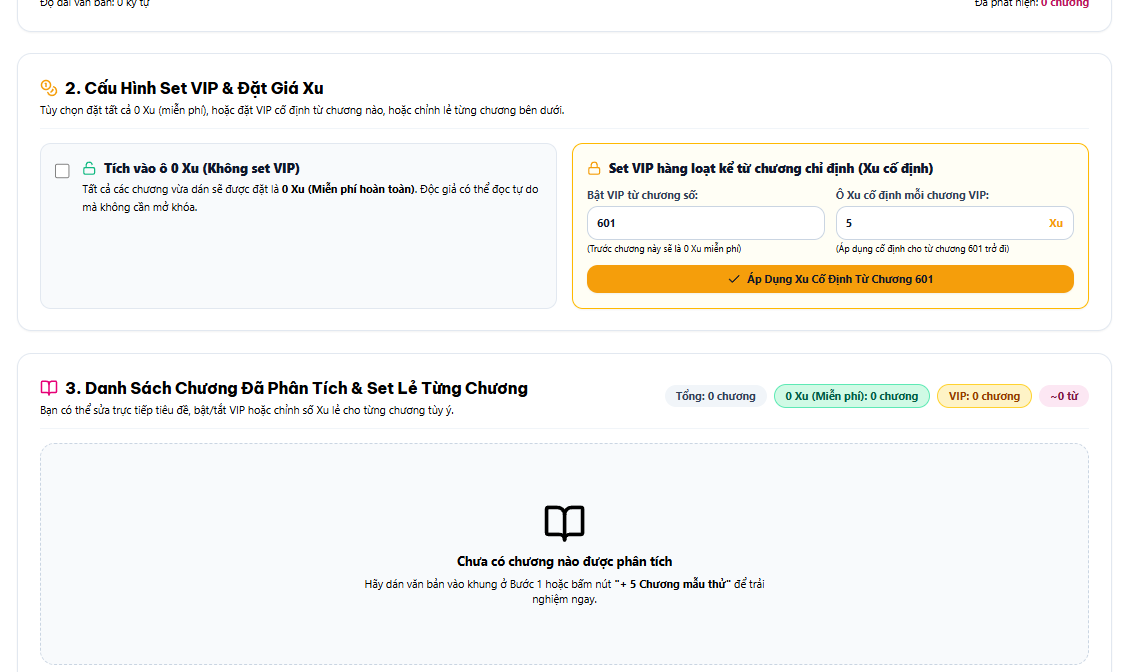 Độ dài văn bản: 0 ký tự
Đã phát hiện: 0 chương
2. Cấu Hình Set VIP & Đặt Giá Xu
Tùy chọn đặt tất cả 0 Xu (miễn phí), hoặc đặt VIP cố định từ chương nào, hoặc chỉnh lẻ từng chương bên dưới.
Tích vào ô 0 Xu (Không set VIP)
Tất cả các chương vừa dán sẽ được đặt là 0 Xu (Miễn phí hoàn toàn). Độc giả có thể đọc tự do
mà không cần mở khóa.
Set VIP hàng loạt kể từ chương chỉ định (Xu cố định)
Bật VIP từ chương số:
Ô Xu cố định mỗi chương VIP:
601
5
Xu
(Trước chương này sẽ là 0 Xu miễn phí)
(Áp dụng cố định cho từ chương 601 trở đi)
Áp Dụng Xu Cố Định Từ Chương 601
3. Danh Sách Chương Đã Phân Tích & Set Lẻ Từng Chương
Bạn có thể sửa trực tiếp tiêu đề, bật/tắt VIP hoặc chỉnh số Xu lẻ cho từng chương tùy ý.
Tổng: 0 chương
0 Xu (Miễn phí): 0 chương
VIP: 0 chương
~0 từ
Chưa có chương nào được phân tích
Hãy dán văn bản vào khung ở Bước 1 hoặc bấm nút "+ 5 Chương mẫu thử" để trải
nghiệm ngay.